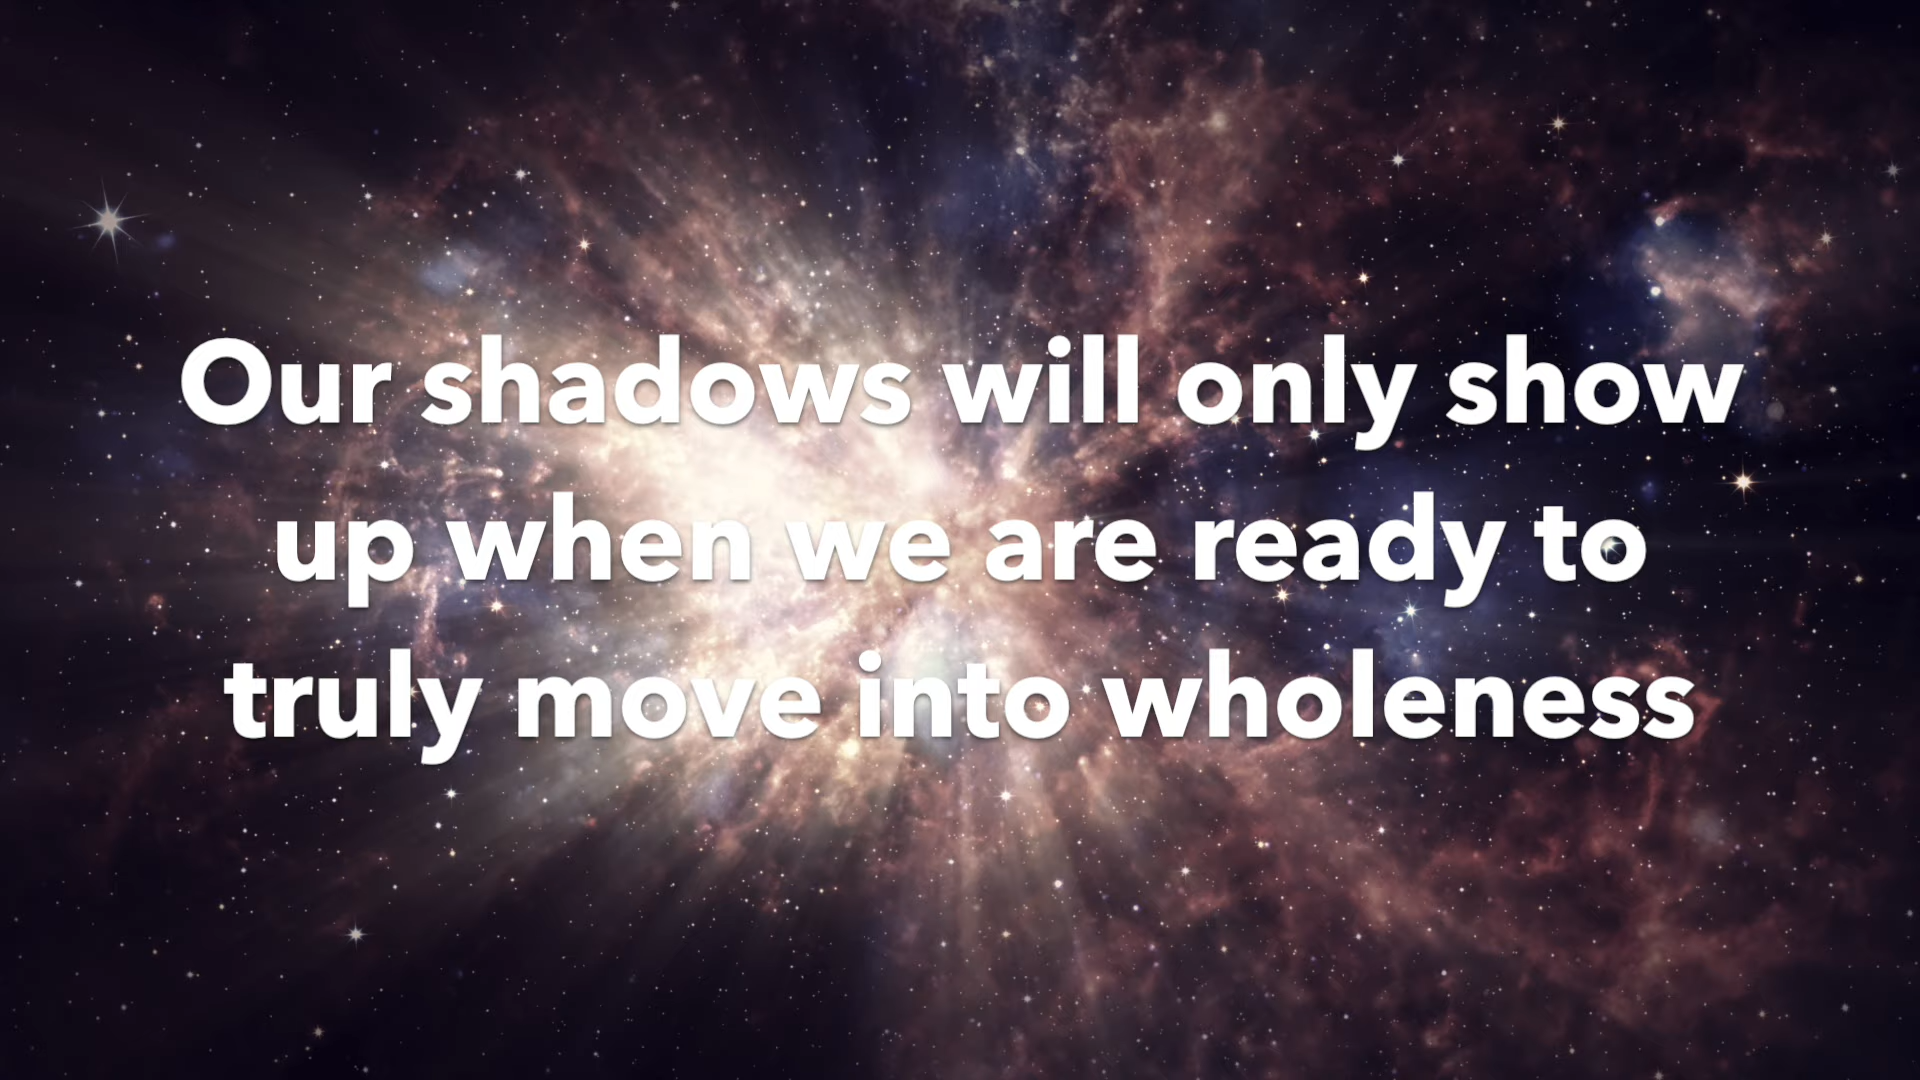 Our shadows will only show
up when we are ready to
truly move into wholeness